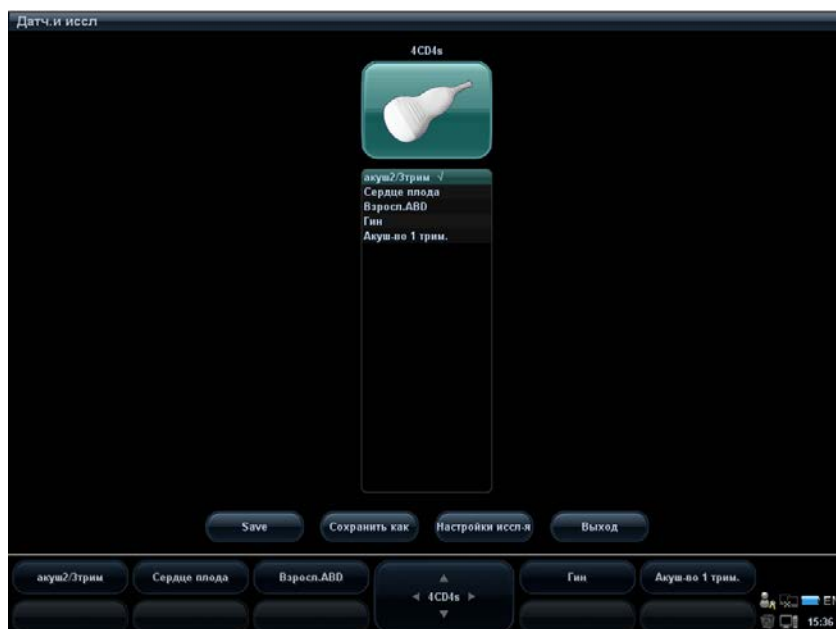 Датч.и иссл
4CD4s
акуш2/3трим √
Сердце плода
Взросл.ABD
Гин
Акуш-во 1 трим.
Save
Сохранить как
Настройки иссл-я
Выход
акуш2/3трим
Сердце плода
Взросл.ABD
4CD4s
Гин
Акуш-во 1 трим.
EN
15:36